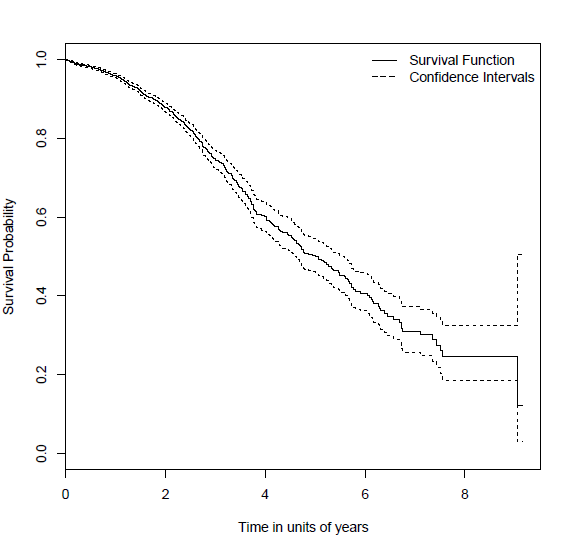 Survival Function
Confidence Intervals
Survival Probability
1.0
0.8
0.6
0.4
0.2
0.0
0 2 4 6 8
Time in units of years